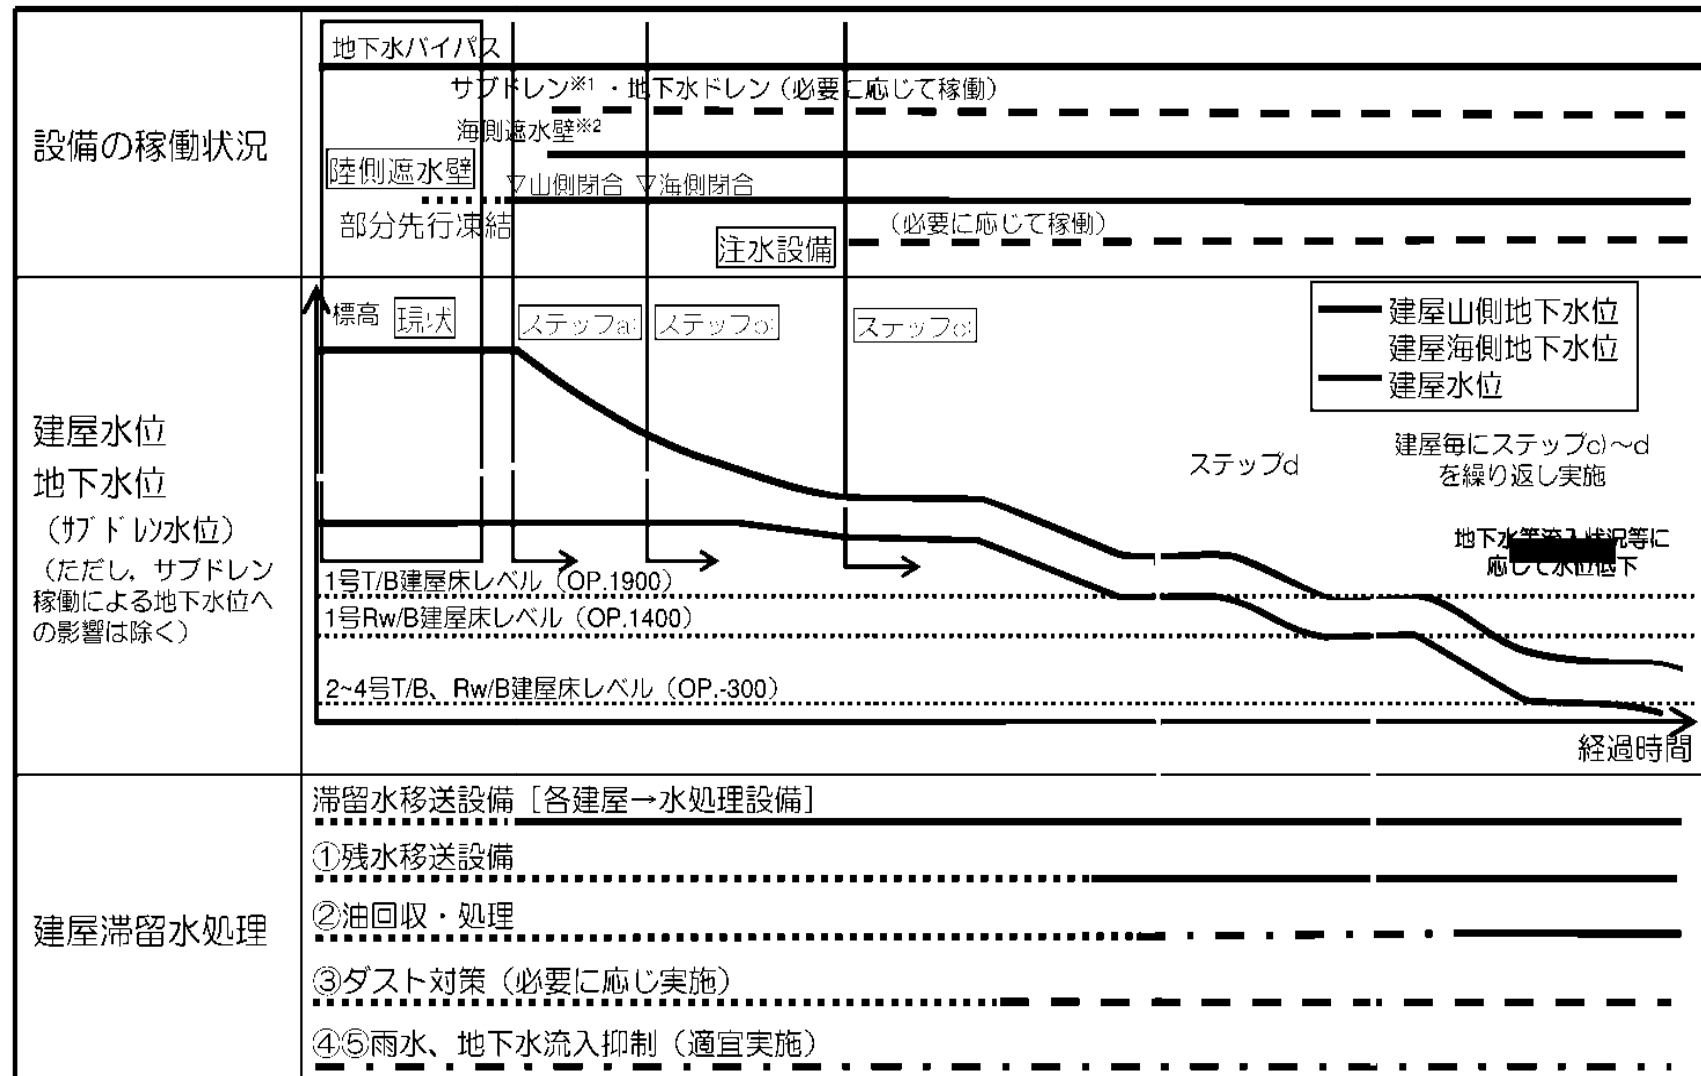 設備の稼働状況
地下水バイパス
サブドレン※1・地下水ドレン（必要に応じて稼働）
海側遮水壁※2
陸側遮水壁
▽山側閉合 ▽海側閉合
部分先行凍結
（必要に応じて稼働）
注水設備
建屋水位
地下水位
（サブドレン水位）
（ただし，サブドレン
稼働による地下水位へ
の影響は除く）
標高
現状
ステップa
ステップ
ステップc
建屋山側地下水位
建屋海側地下水位
建屋水位
ステップd
建屋毎にステップc)～d
を繰り返し実施
地下水等流入状況等に
応じて水位低下
1号T/B建屋床レベル（OP.1900）
1号Rw/B建屋床レベル（OP.1400）
2~4号T/B、Rw/B建屋床レベル（OP.-300）
経過時間
建屋滞留水処理
滞留水移送設備［各建屋→水処理設備］
①残水移送設備
②油回収・処理
③ダスト対策（必要に応じ実施）
④⑤雨水、地下水流入抑制（適宜実施）